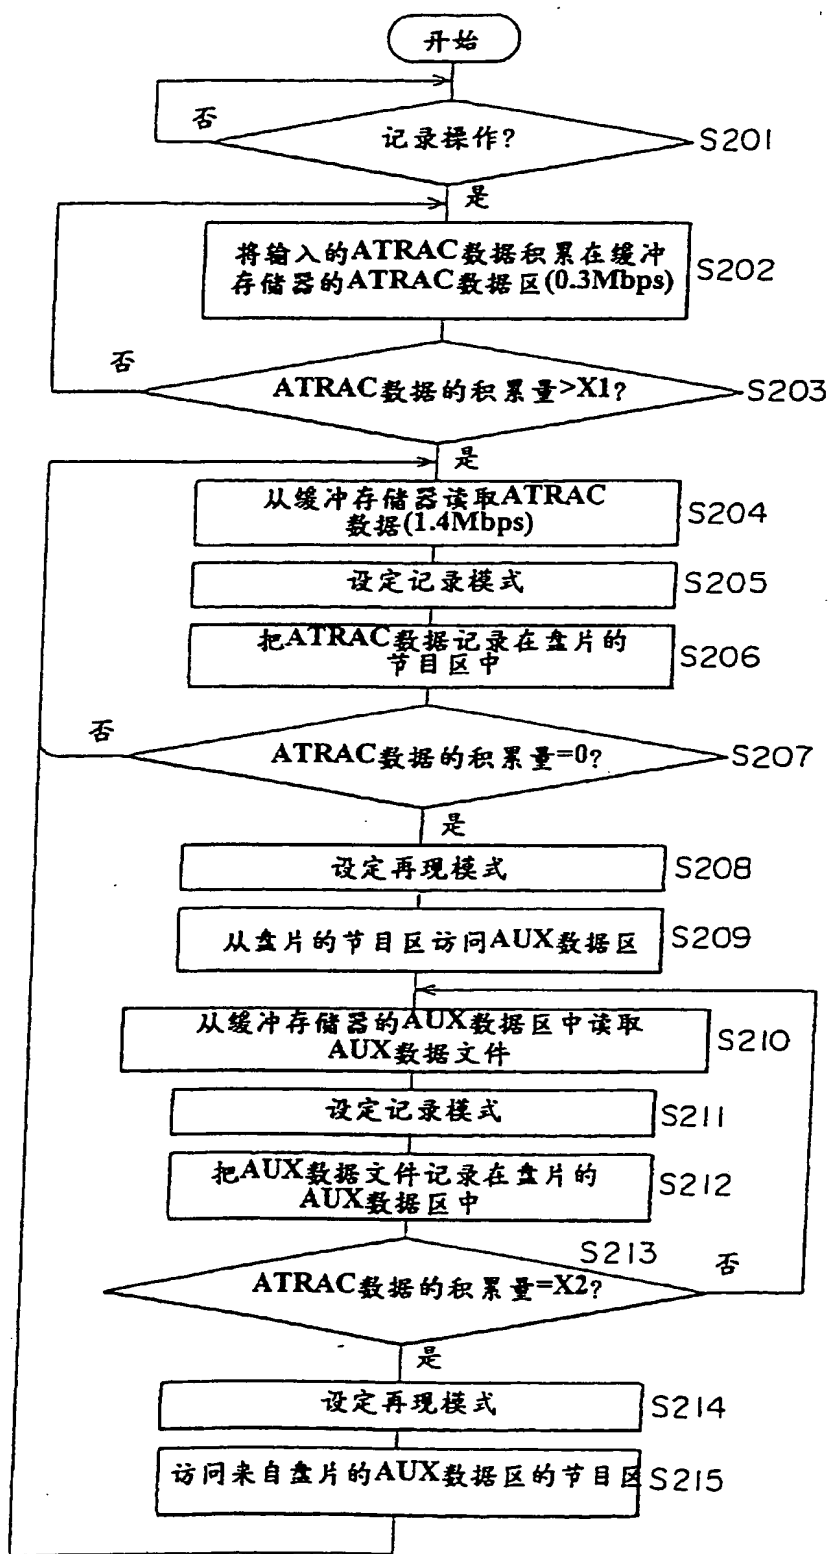 开始
否
记录操作?
S201
是
将输入的ATRAC数据积累在缓冲
存储器的ATRAC数据区(0.3Mbps)
S202
否
ATRAC数据的积累量>X1?
S203
是
从缓冲存储器读取ATRAC
数据(1.4Mbps)
S204
设定记录模式
S205
把ATRAC数据记录在盘片的
节目区中
S206
否
ATRAC数据的积累量=0?
S207
是
设定再现模式
S208
从盘片的节目区访问AUX数据区
S209
从缓冲存储器的AUX数据区中读取
AUX数据文件
S210
设定记录模式
S211
把AUX数据文件记录在盘片的
AUX数据区中
S212
S213
否
ATRAC数据的积累量=X2?
是
设定再现模式
S214
访问来自盘片的AUX数据区的节目区
S215